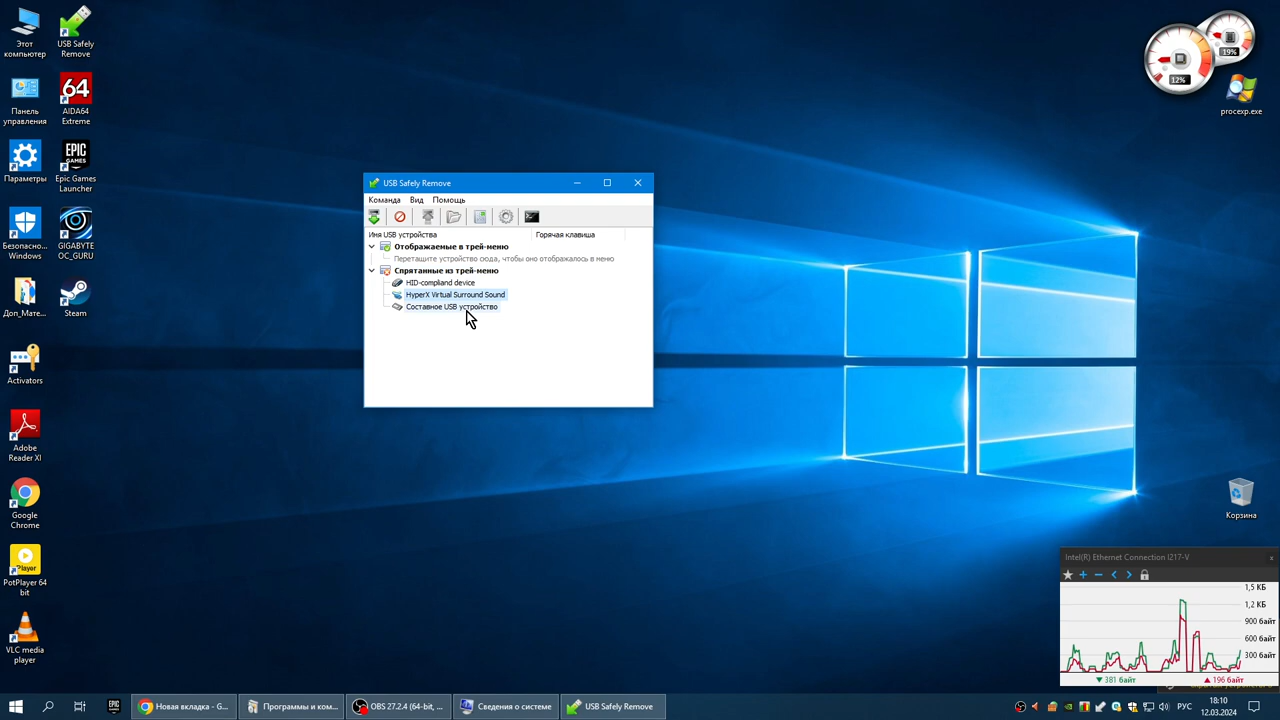 Этот
компьютер
USB Safely
Remove
Панель
управления
64
AIDA64
Extreme
Параметры
EPIC
GAMES
Epic Games
Launcher
Безопасно...
Windows
GIGABYTE
OC_GURU
Доп_Мате...
Steam
Activators
Adobe
Reader XI
Google
Chrome
Player
PotPlayer 64
bit
VLC media
player
USB Safely Remove
Команда Вид Помощь
Имя USB устройства Горячая клавиша
Отображаемые в трей-меню
Перетащите устройство сюда, чтобы оно отображалось в меню
Спрятанные из трей-меню
HID-compliand device
HyperX Virtual Surround Sound
Составное USB устройство
19%
12%
procexp.exe
Корзина
Intel(R) Ethernet Connection I217-V x
1,5 КБ
1,2 КБ
900 байт
600 байт
300 байт
381 байт 196 байт
EPIC
Новая вкладка - G...
Программы и ком...
OBS 27.2.4 (64-bit, ...
Сведения о системе
USB Safely Remove
РУС
18:10
12.03.2024